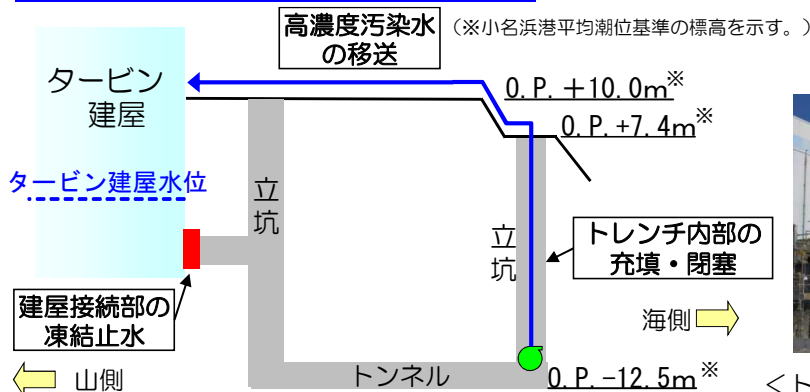 高濃度汚染水
の移送
（※小名浜港平均潮位基準の標高を示す。）
タービン
建屋
O.P.＋10.0m※
O.P.+7.4m※
タービン建屋水位
立坑
立坑
トレンチ内部の
充填・閉塞
建屋接続部の
凍結止水
海側
山側
トンネル
O.P.−12.5m※
＜ト